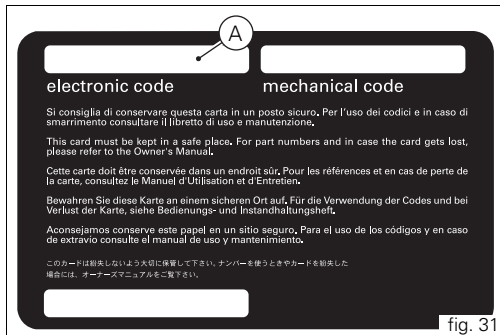 A
electronic code
mechanical code
Si consiglia di conservare questa carta in un posto sicuro. Per l'uso dei codici e in caso di
smarrimento consultare il libretto di uso e manutenzione.
This card must be kept in a safe place. For part numbers and in case the card gets lost,
please refer to the Owner's Manual.
Cette carte doit être conservée dans un endroit sûr. Pour les références et en cas de perte de
la carte, consultez le Manuel d'Utilisation et d'Entretien.
Bewahren Sie diese Karte an einem sicheren Ort auf. Für die Verwendung der Codes und bei
Verlust der Karte, siehe Bedienungs- und Instandhaltungsheft.
Aconsejamos conserve este papel en un sitio seguro. Para el uso de los códigos y en caso
de extravio consulte el manual de uso y mantenimiento.
このカードは紛失しないよう大切に保管して下さい。ナンバーを使うときやカードを紛失した
場合には、オーナーズマニュアルをご覧下さい。
fig. 31